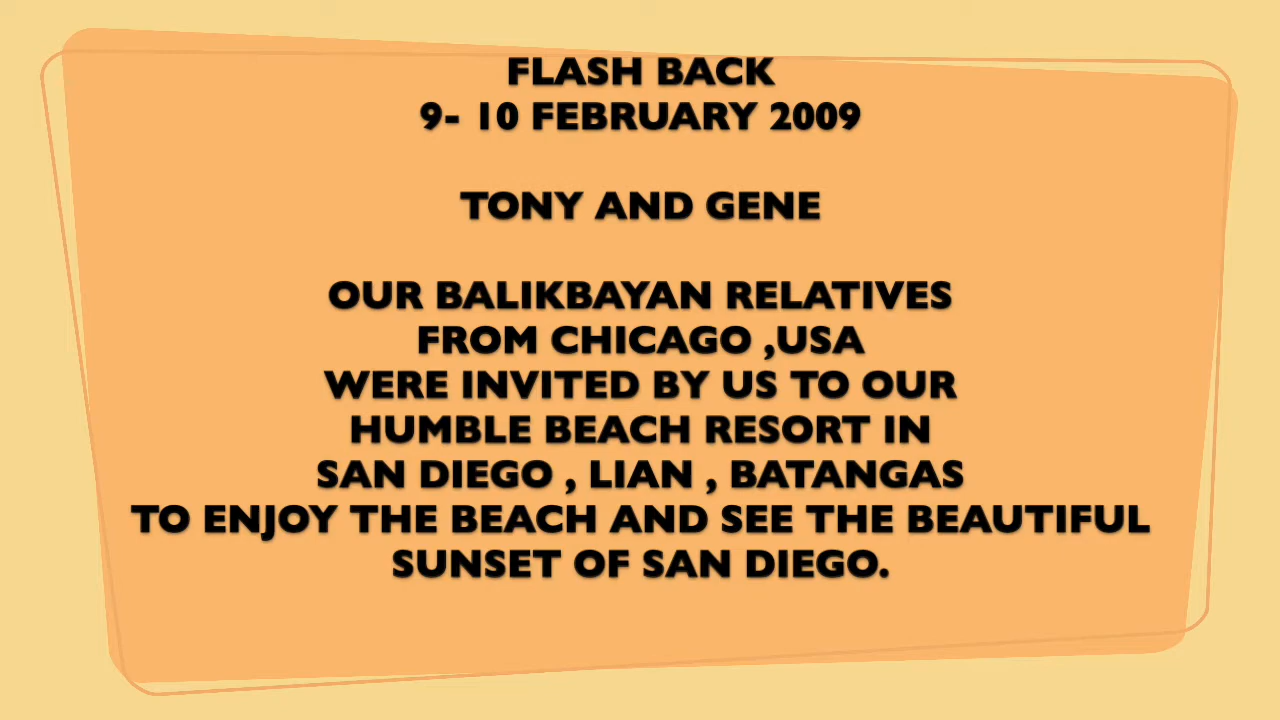 FLASH BACK
9- 10 FEBRUARY 2009
TONY AND GENE
OUR BALIKBAYAN RELATIVES
FROM CHICAGO ,USA
WERE INVITED BY US TO OUR
HUMBLE BEACH RESORT IN
SAN DIEGO , LIAN , BATANGAS
TO ENJOY THE BEACH AND SEE THE BEAUTIFUL
SUNSET OF SAN DIEGO.